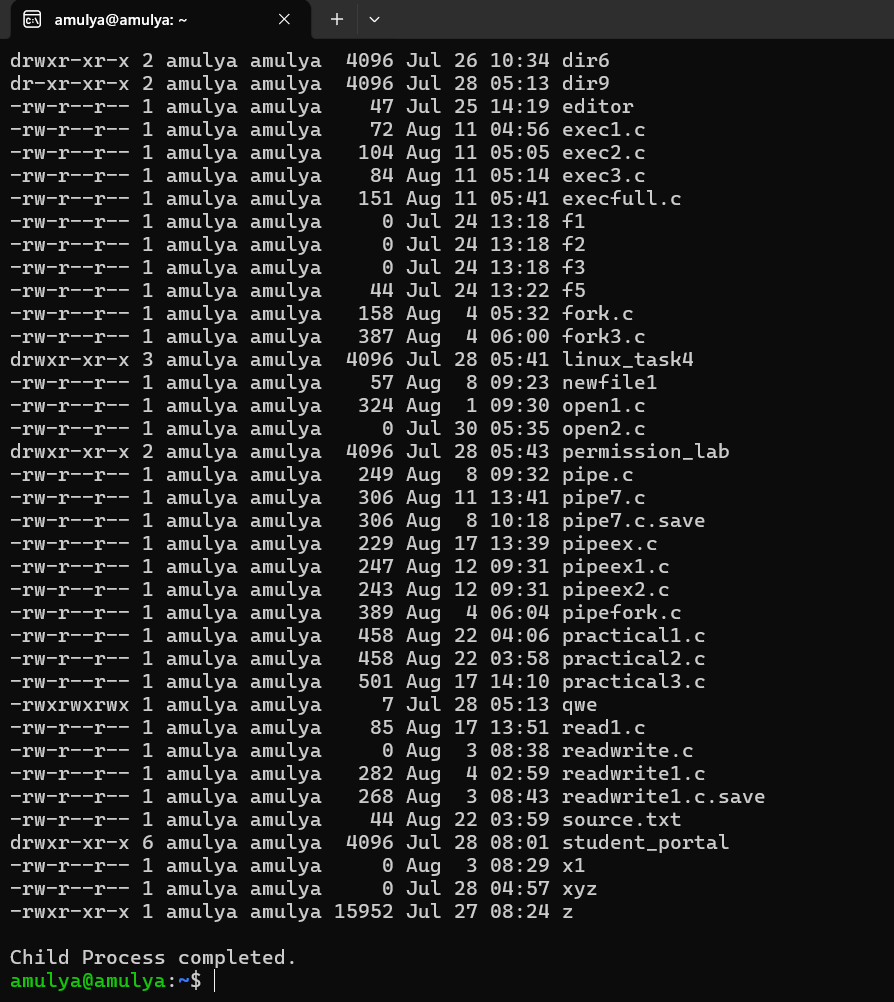 amulya@amulya: ~
drwxr-xr-x 2 amulya amulya  4096 Jul 26 10:34 dir6
dr-xr-xr-x 2 amulya amulya  4096 Jul 28 05:13 dir9
-rw-r--r-- 1 amulya amulya    47 Jul 25 14:19 editor
-rw-r--r-- 1 amulya amulya    72 Aug 11 04:56 exec1.c
-rw-r--r-- 1 amulya amulya   104 Aug 11 05:05 exec2.c
-rw-r--r-- 1 amulya amulya    84 Aug 11 05:14 exec3.c
-rw-r--r-- 1 amulya amulya   151 Aug 11 05:41 execfull.c
-rw-r--r-- 1 amulya amulya     0 Jul 24 13:18 f1
-rw-r--r-- 1 amulya amulya     0 Jul 24 13:18 f2
-rw-r--r-- 1 amulya amulya     0 Jul 24 13:18 f3
-rw-r--r-- 1 amulya amulya    44 Jul 24 13:22 f5
-rw-r--r-- 1 amulya amulya   158 Aug  4 05:32 fork.c
-rw-r--r-- 1 amulya amulya   387 Aug  4 06:00 fork3.c
drwxr-xr-x 3 amulya amulya  4096 Jul 28 05:41 linux_task4
-rw-r--r-- 1 amulya amulya    57 Aug  8 09:23 newfile1
-rw-r--r-- 1 amulya amulya   324 Aug  1 09:30 open1.c
-rw-r--r-- 1 amulya amulya     0 Jul 30 05:35 open2.c
drwxr-xr-x 2 amulya amulya  4096 Jul 28 05:43 permission_lab
-rw-r--r-- 1 amulya amulya   249 Aug  8 09:32 pipe.c
-rw-r--r-- 1 amulya amulya   306 Aug 11 13:41 pipe7.c
-rw-r--r-- 1 amulya amulya   306 Aug  8 10:18 pipe7.c.save
-rw-r--r-- 1 amulya amulya   229 Aug 17 13:39 pipeex.c
-rw-r--r-- 1 amulya amulya   247 Aug 12 09:31 pipeex1.c
-rw-r--r-- 1 amulya amulya   243 Aug 12 09:31 pipeex2.c
-rw-r--r-- 1 amulya amulya   389 Aug  4 06:04 pipefork.c
-rw-r--r-- 1 amulya amulya   458 Aug 22 04:06 practical1.c
-rw-r--r-- 1 amulya amulya   458 Aug 22 03:58 practical2.c
-rw-r--r-- 1 amulya amulya   501 Aug 17 14:10 practical3.c
-rwxrwxrwx 1 amulya amulya     7 Jul 28 05:13 qwe
-rw-r--r-- 1 amulya amulya    85 Aug 17 13:51 read1.c
-rw-r--r-- 1 amulya amulya     0 Aug  3 08:38 readwrite.c
-rw-r--r-- 1 amulya amulya   282 Aug  4 02:59 readwrite1.c
-rw-r--r-- 1 amulya amulya   268 Aug  3 08:43 readwrite1.c.save
-rw-r--r-- 1 amulya amulya    44 Aug 22 03:59 source.txt
drwxr-xr-x 6 amulya amulya  4096 Jul 28 08:01 student_portal
-rw-r--r-- 1 amulya amulya     0 Aug  3 08:29 x1
-rw-r--r-- 1 amulya amulya     0 Jul 28 04:57 xyz
-rwxr-xr-x 1 amulya amulya 15952 Jul 27 08:24 z
Child Process completed.
amulya@amulya:~$